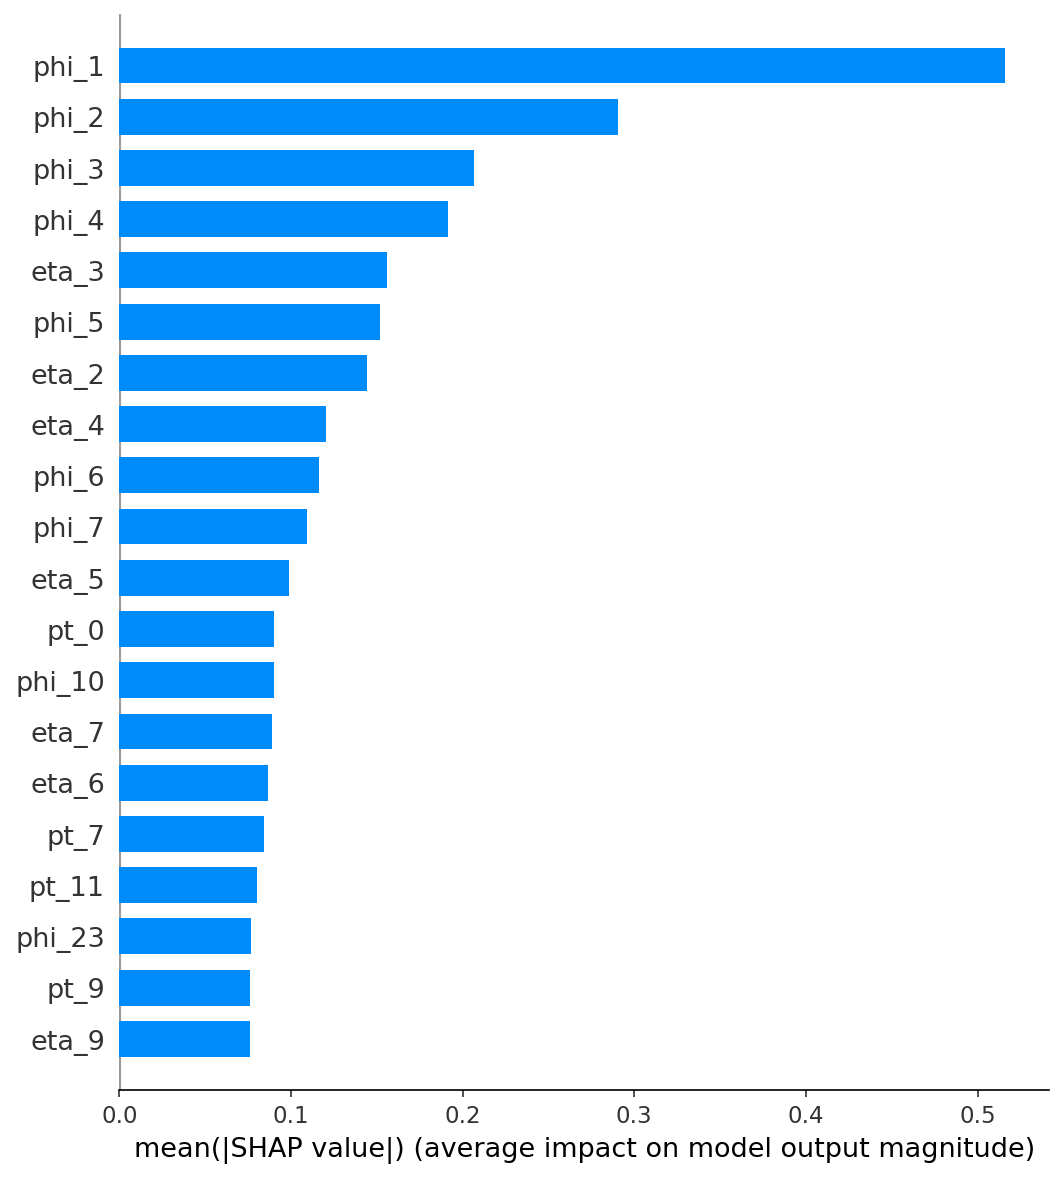 phi_1
phi_2
phi_3
phi_4
eta_3
phi_5
eta_2
eta_4
phi_6
phi_7
eta_5
pt_0
phi_10
eta_7
eta_6
pt_7
pt_11
phi_23
pt_9
eta_9
0.0 0.1 0.2 0.3 0.4 0.5
mean(|SHAP value|) (average impact on model output magnitude)